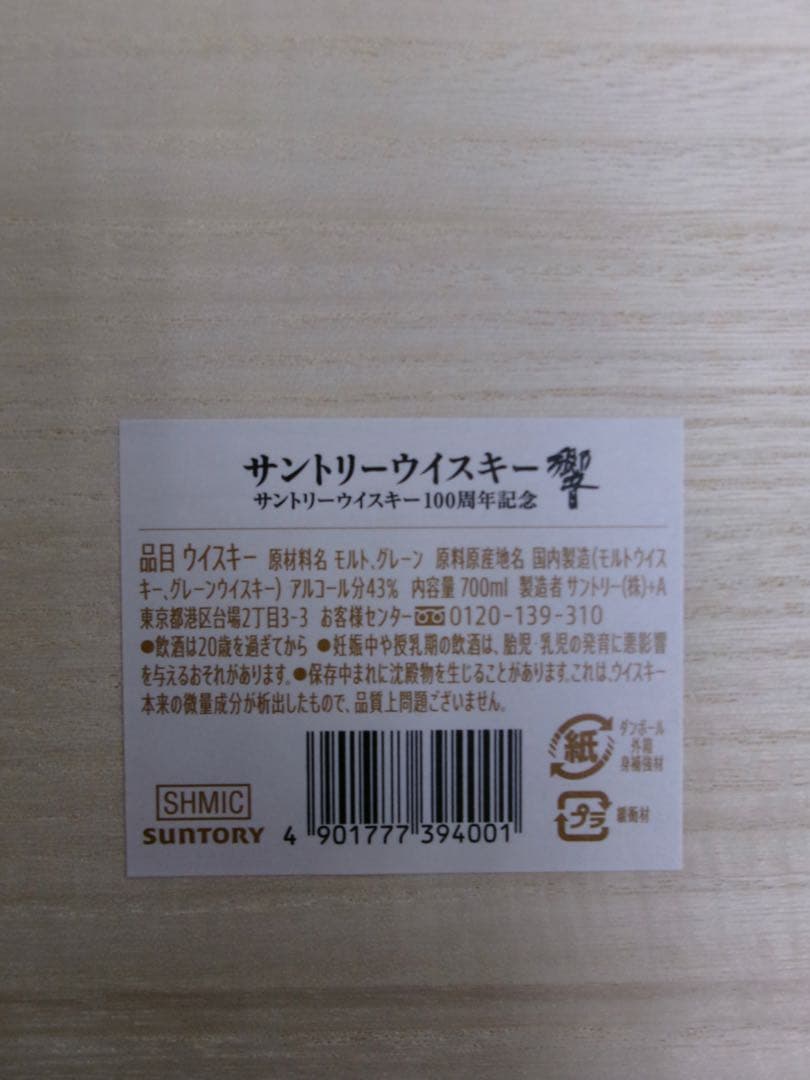 サントリーウイスキー響
サントリーウイスキー100周年記念
品目 ウイスキー 原材料名 モルト、グレーン 原料原産地名 国内製造(モルトウイス
キー、グレーンウイスキー) アルコール分43% 内容量 700ml 製造者 サントリー(株)+A
東京都港区台場2丁目3-3 お客様センター 0120-139-310
●飲酒は20歳を過ぎてから ●妊娠中や授乳期の飲酒は、胎児・乳児の発育に悪影響
を与えるおそれがあります。●保存中まれに沈殿物を生じることがあります。これは、ウイスキー
本来の微量成分が析出したもので、品質上問題ございません。
紙
ダンボール
外箱
身補強材
プラ
緩衝材
SHMIC
SUNTORY
4 901777 394001